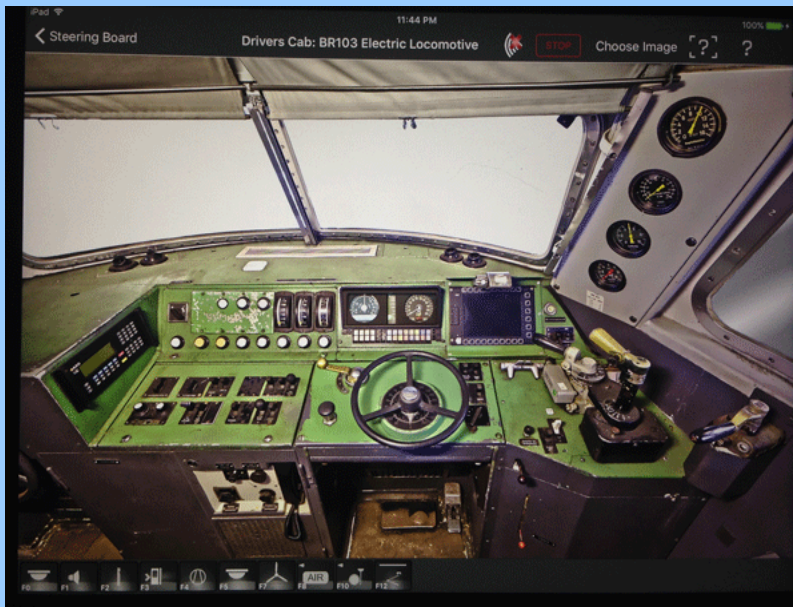 iPad
11:44 PM
100%
Steering Board
Drivers Cab: BR103 Electric Locomotive
STOP
Choose Image
[?]
?
F0
F1
F2
F3
F4
F5
F7
F8
AIR
F10
F12